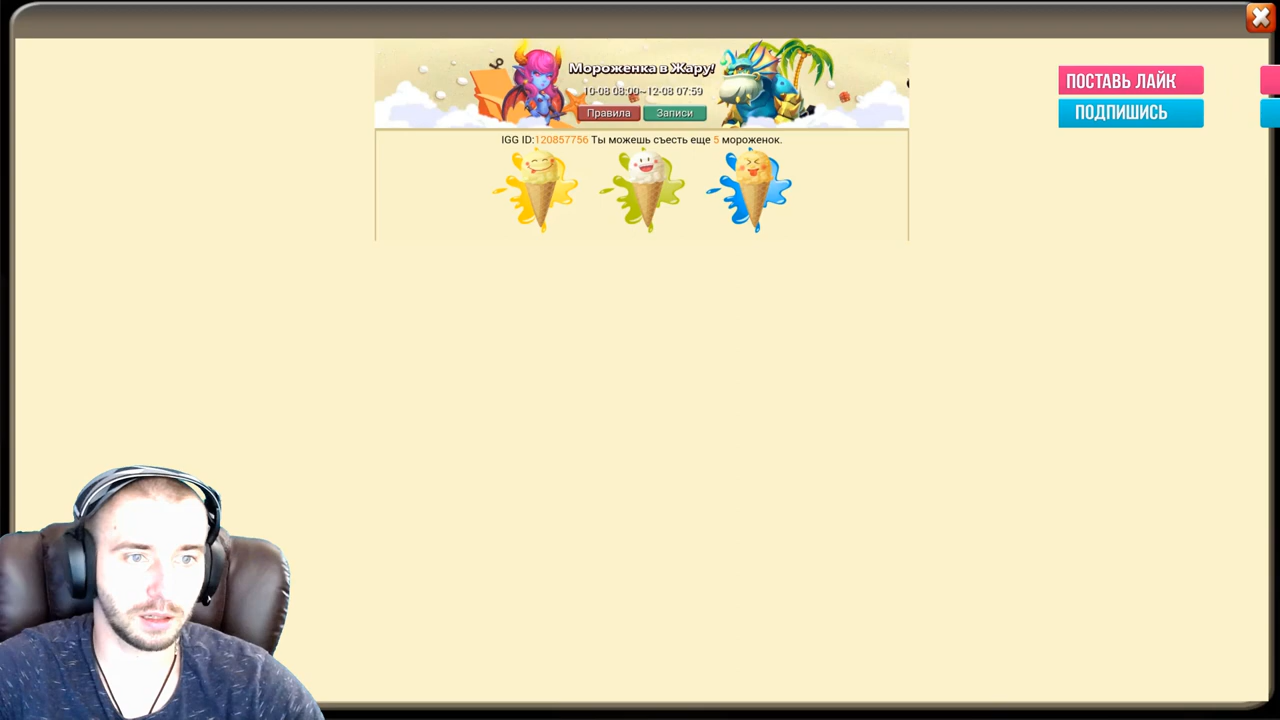 Мороженка в Жару!
10-08 08:00~12-08 07:59
Правила Записи
IGG ID:120857756 Ты можешь съесть еще 5 мороженок.
ПОСТАВЬ ЛАЙК
ПОДПИШИСЬ